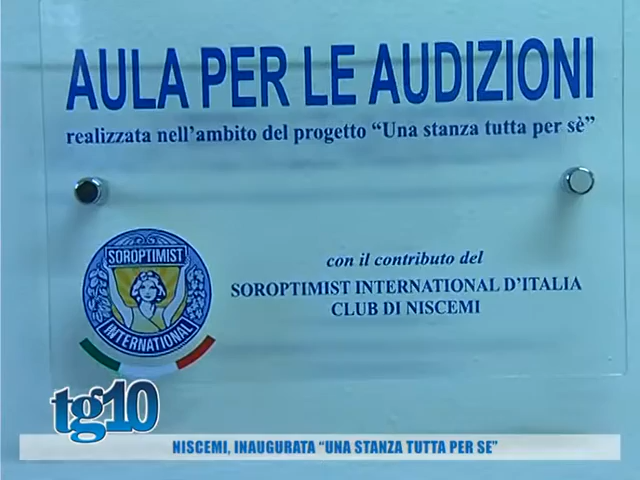 AULA PER LE AUDIZIONI
realizzata nell'ambito del progetto “Una stanza tutta per sè”
SOROPTIMIST
INTERNATIONAL
con il contributo del
SOROPTIMIST INTERNATIONAL D'ITALIA
CLUB DI NISCEMI
tg10
NISCEMI, INAUGURATA “UNA STANZA TUTTA PER SE”